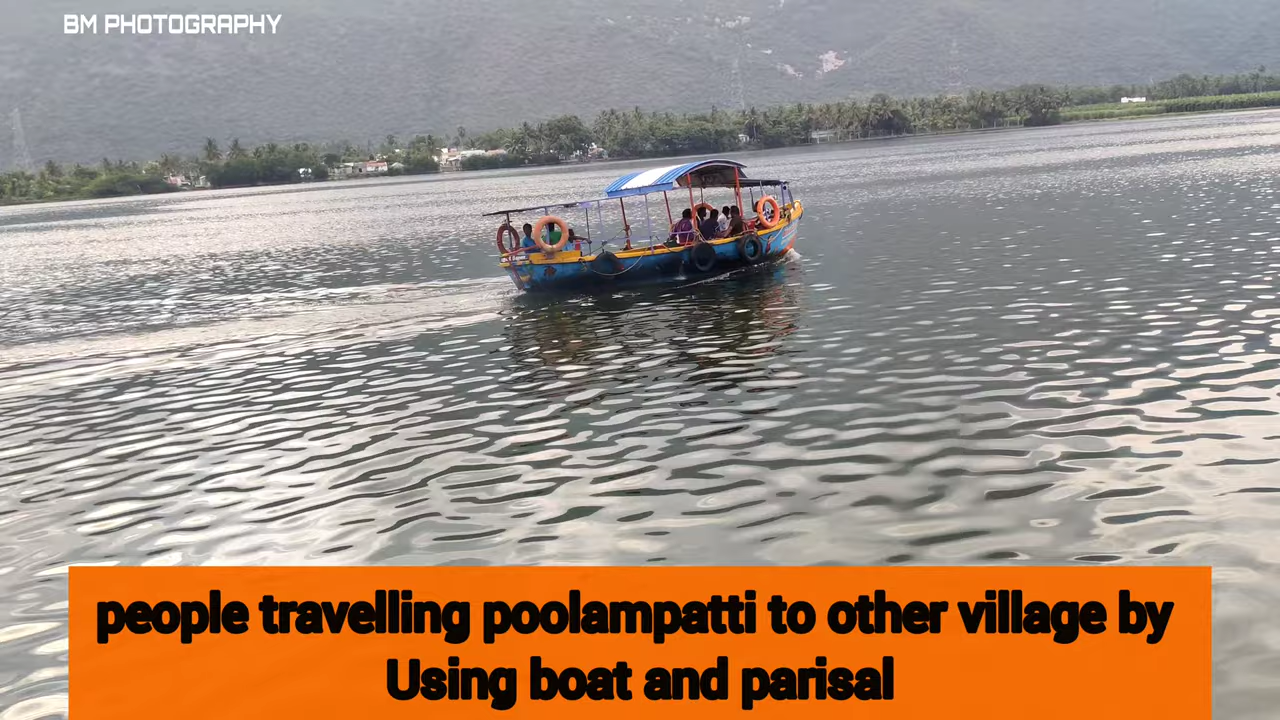 BM PHOTOGRAPHY
people travelling poolampatti to other village by
Using boat and parisal